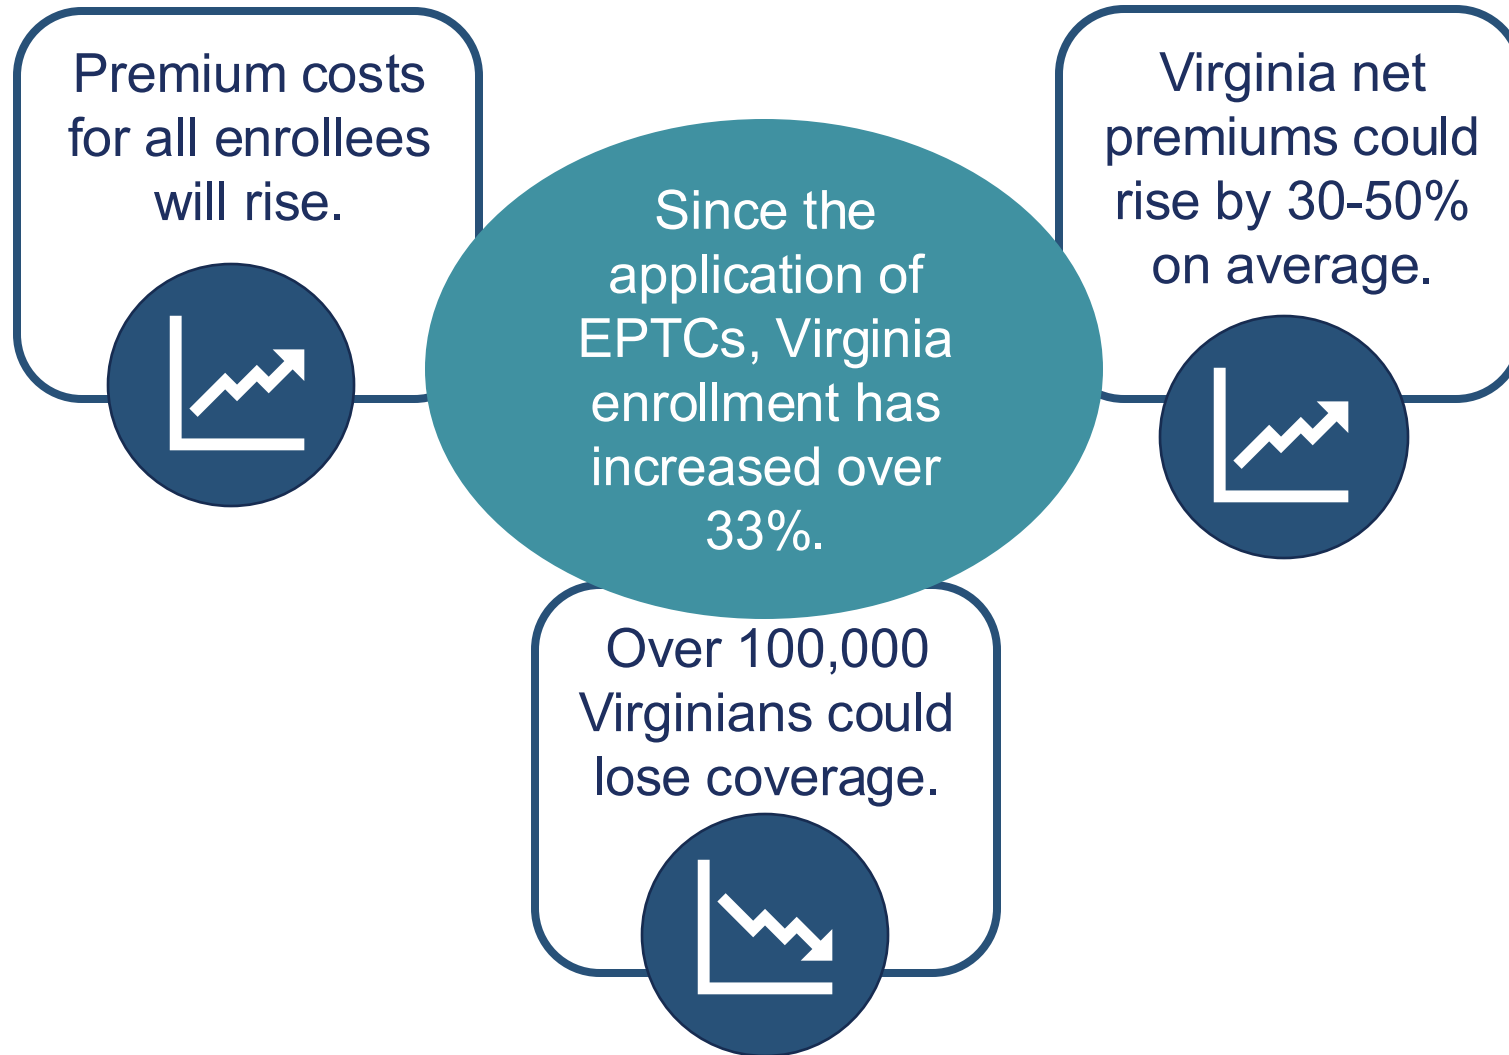 Premium costs
for all enrollees
will rise.
Since the
application of
EPTCs, Virginia
enrollment has
increased over
33%.
Virginia net
premiums could
rise by 30-50%
on average.
Over 100,000
Virginians could
lose coverage.